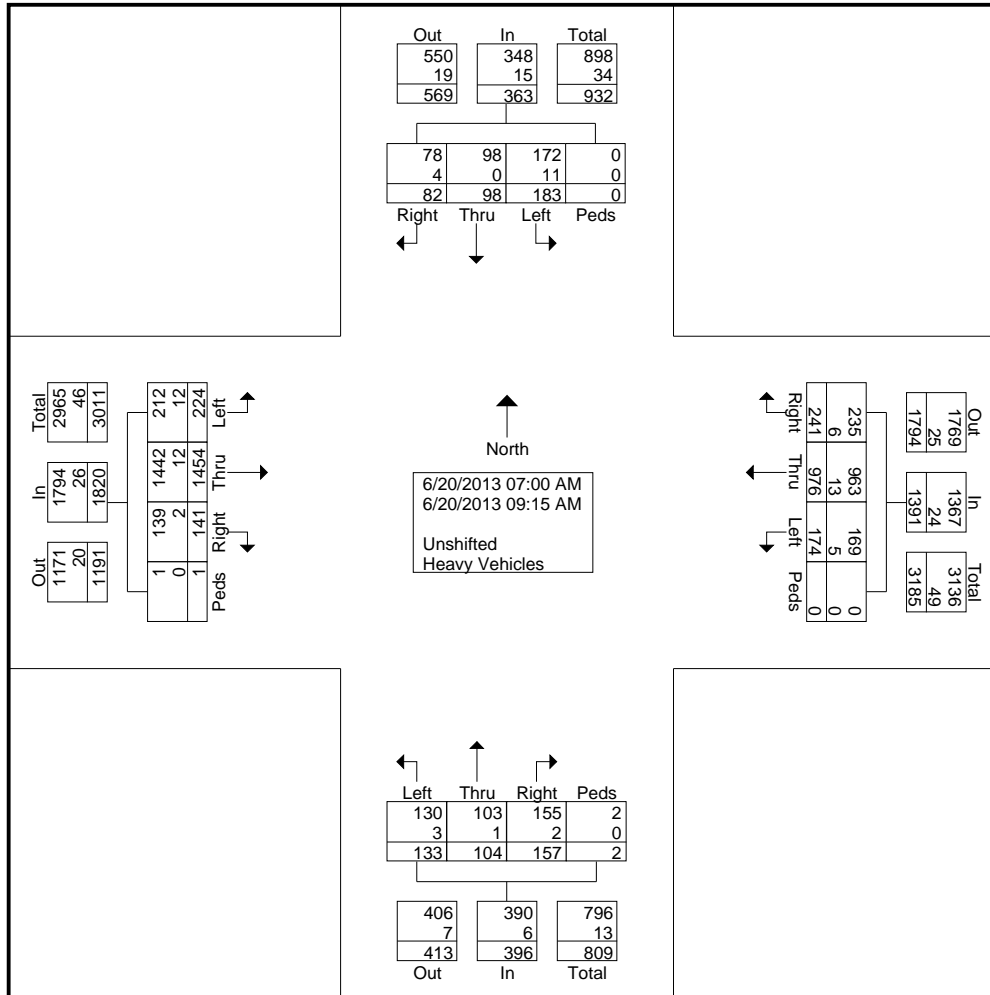 Out In Total
550 348 898
19 15 34
569 363 932
78 98 172 0
4 0 11 0
82 98 183 0
Right Thru Left Peds
Total In Out
2965 1794 1171
46 26 20
3011 1820 1191
212 1442 139 1
12 12 2 0
224 1454 141 1
Left Thru Right Peds
North
6/20/2013 07:00 AM
6/20/2013 09:15 AM
Unshifted
Heavy Vehicles
Out In Total
1769 1367 3136
25 24 49
1794 1391 3185
235 963 169 0
6 13 5 0
241 976 174 0
Right Thru Left Peds
Left Thru Right Peds
130 103 155 2
3 1 2 0
133 104 157 2
406 390 796
7 6 13
413 396 809
Out In Total